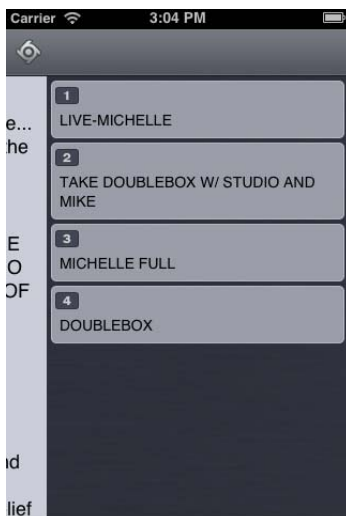 Carrier 3:04 PM
1
LIVE-MICHELLE
2
TAKE DOUBLEBOX W/ STUDIO AND
MIKE
3
MICHELLE FULL
4
DOUBLEBOX
e...
the
E
O
OF
nd
lief